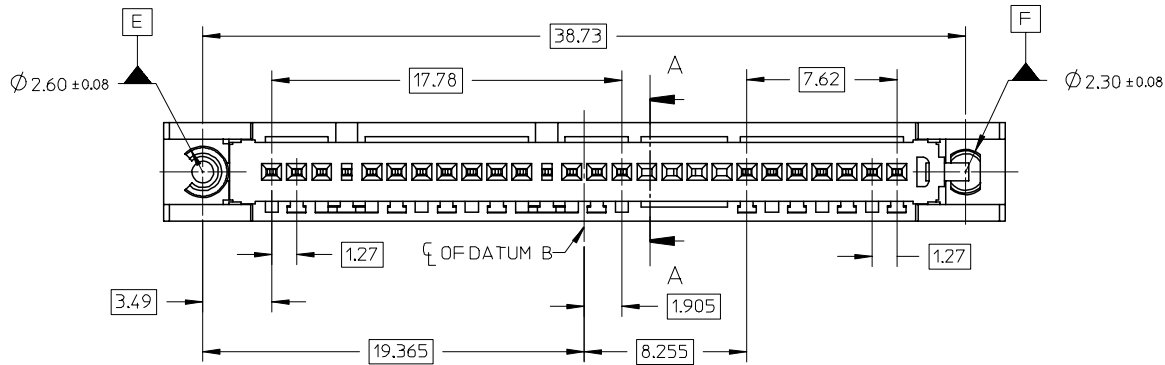 E
F
38.73
A
17.78
7.62
Ø2.60 ±0.08
Ø2.30 ±0.08
1.27
℄ OF DATUM B
1.27
A
3.49
1.905
19.365
8.255